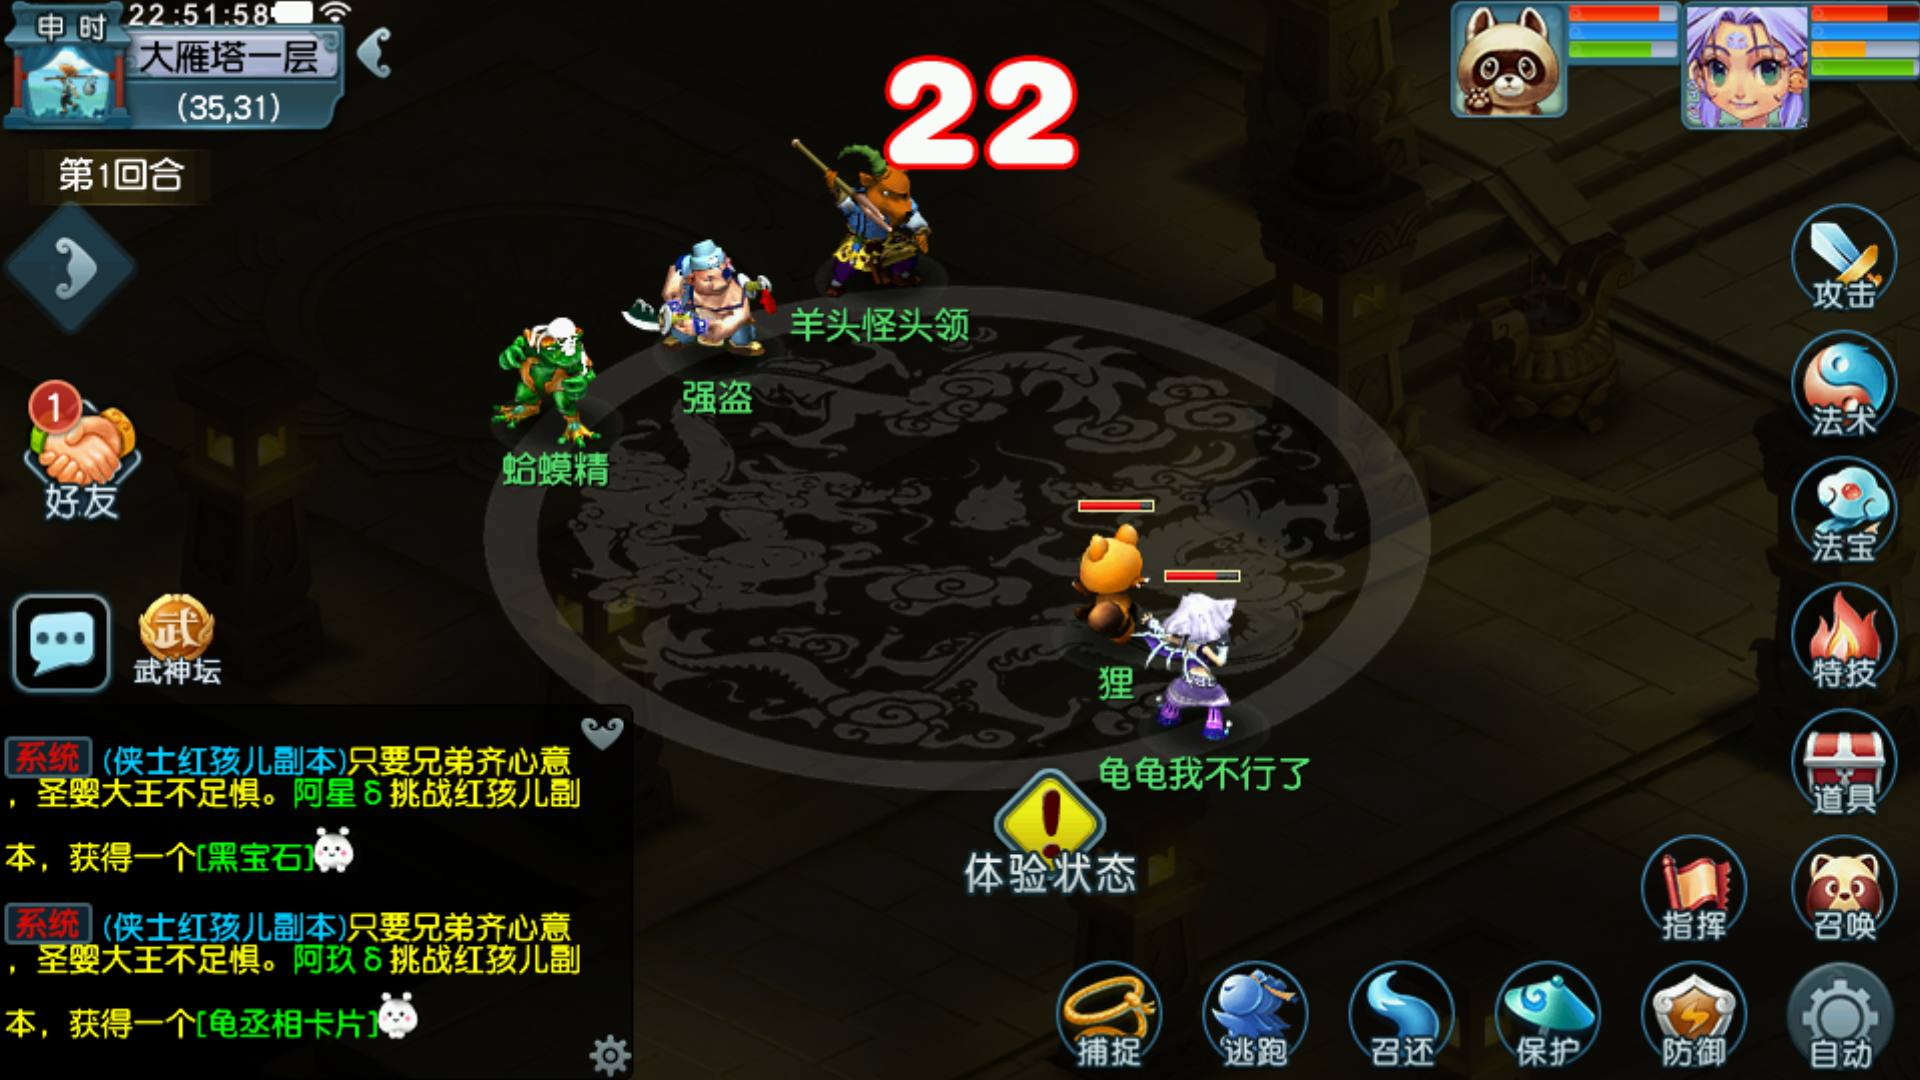 22:51:58
申时
大雁塔一层
(35,31)
22
第1回合
羊头怪头领
强盗
蛤蟆精
1
好友
武
武神坛
狸
龟龟我不行了
体验状态
攻击
法术
法宝
特技
道具
指挥
召唤
捕捉
逃跑
召还
保护
防御
自动
系统 (侠士红孩儿副本)只要兄弟齐心意
，圣婴大王不足惧。阿星δ挑战红孩儿副
本，获得一个[黑宝石]
系统 (侠士红孩儿副本)只要兄弟齐心意
，圣婴大王不足惧。阿玖δ挑战红孩儿副
本，获得一个[龟丞相卡片]